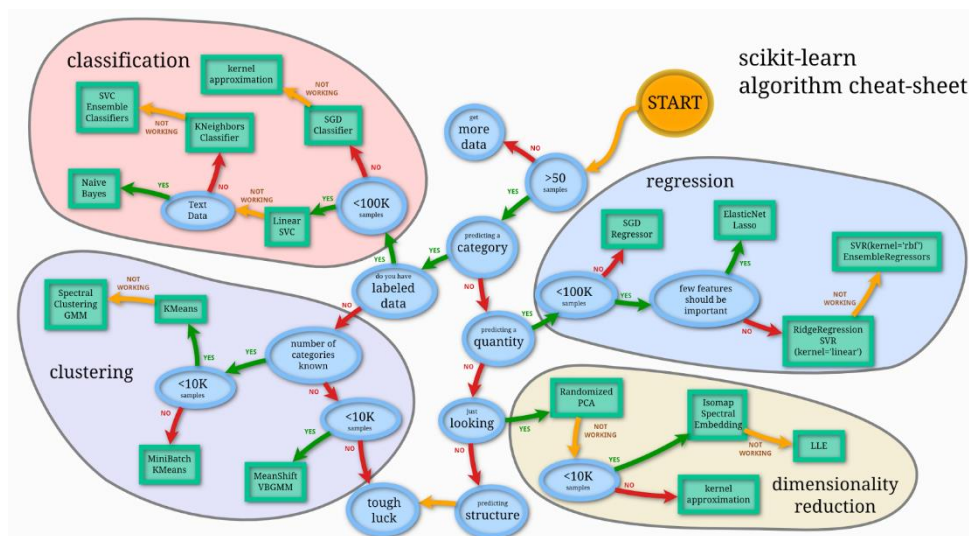 scikit-learn
algorithm cheat-sheet
START
classification
kernel
approximation
NOT
WORKING
SVC
Ensemble
Classifiers
NOT
WORKING
KNeighbors
Classifier
SGD
Classifier
NO
NO
Naive
Bayes
YES
Text
Data
NOT
WORKING
Linear
SVC
YES
<100K
samples
get
more
data
NO
>50
samples
YES
predicting a
category
YES
YES
do you have
labeled
data
NO
NO
predicting a
quantity
YES
NO
regression
SGD
Regressor
NO
<100K
samples
YES
ElasticNet
Lasso
YES
few features
should be
important
NO
SVR(kernel='rbf')
EnsembleRegressors
NOT
WORKING
RidgeRegression
SVR
(kernel='linear')
clustering
Spectral
Clustering
GMM
NOT
WORKING
KMeans
YES
<10K
samples
YES
number of
categories
known
NO
NO
MiniBatch
KMeans
<10K
samples
YES
NO
MeanShift
VBGMM
tough
luck
just
looking
YES
NO
predicting
structure
Randomized
PCA
NOT
WORKING
<10K
samples
YES
NO
Isomap
Spectral
Embedding
NOT
WORKING
LLE
kernel
approximation
dimensionality
reduction